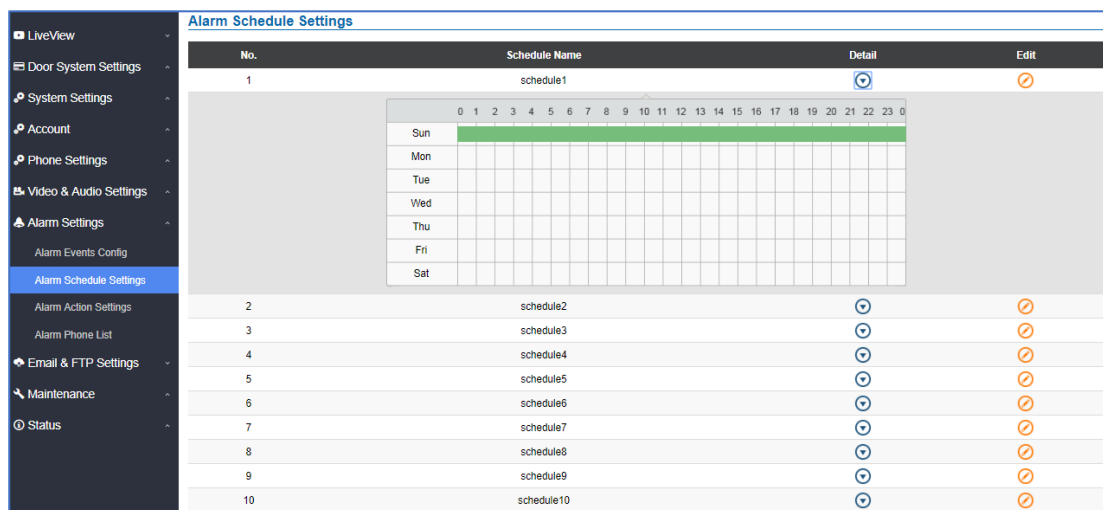 Alarm Schedule Settings
LiveView
Door System Settings
System Settings
Account
Phone Settings
Video & Audio Settings
Alarm Settings
Alarm Events Config
Alarm Schedule Settings
Alarm Action Settings
Alarm Phone List
Email & FTP Settings
Maintenance
Status
No. Schedule Name Detail Edit
1 schedule1
0 1 2 3 4 5 6 7 8 9 10 11 12 13 14 15 16 17 18 19 20 21 22 23 0
Sun
Mon
Tue
Wed
Thu
Fri
Sat
2 schedule2
3 schedule3
4 schedule4
5 schedule5
6 schedule6
7 schedule7
8 schedule8
9 schedule9
10 schedule10